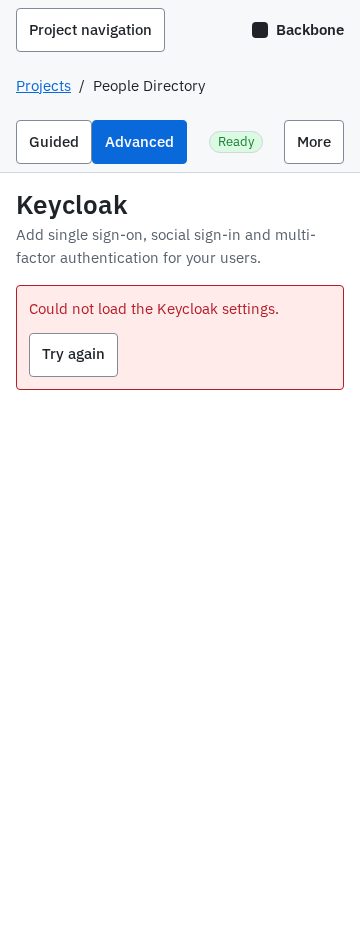 Project navigation
Backbone
Projects / People Directory
Guided
Advanced
Ready
More
Keycloak
Add single sign-on, social sign-in and multi-
factor authentication for your users.
Could not load the Keycloak settings.
Try again